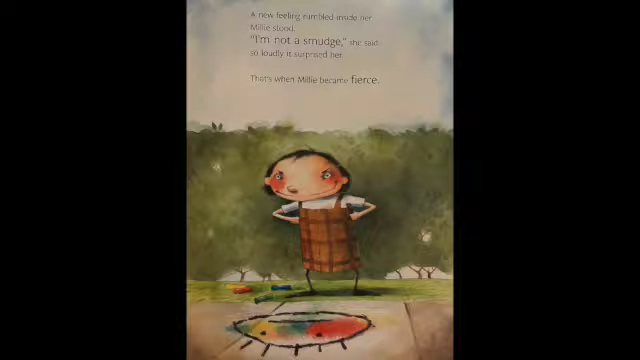 A new feeling rumbled inside her.
Millie stood.
"I'm not a smudge," she said
so loudly it surprised her.
That's when Millie became fierce.